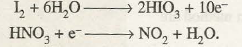 I₂ + 6H₂O ⟶ 2HIO₃ + 10e⁻
HNO₃ + e⁻ ⟶ NO₂ + H₂O.